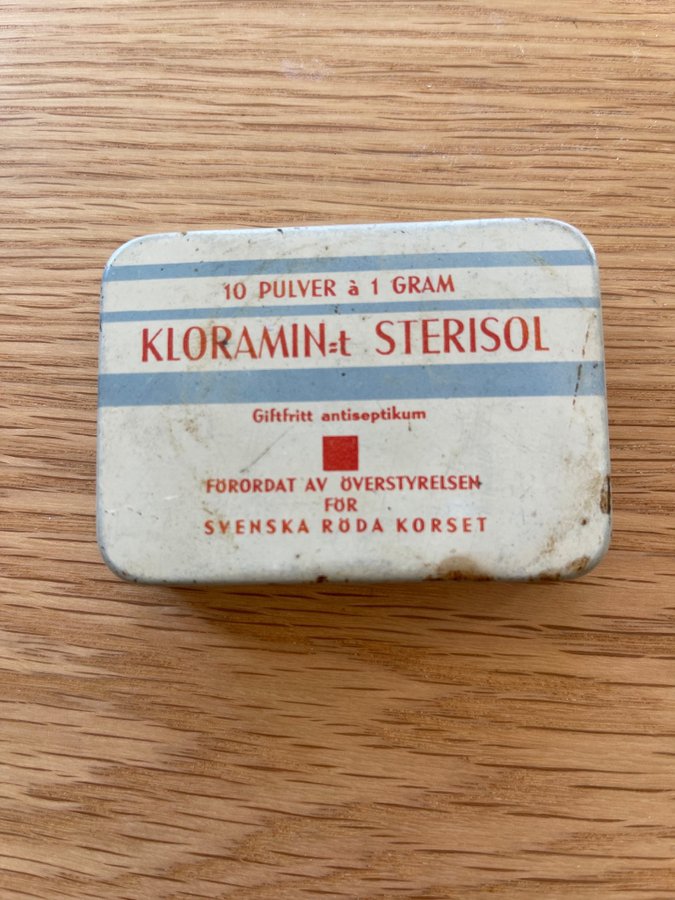 10 PULVER à 1 GRAM
KLORAMIN=t STERISOL
Giftfritt antiseptikum
FÖRORDAT AV ÖVERSTYRELSEN
FÖR
SVENSKA RÖDA KORSET